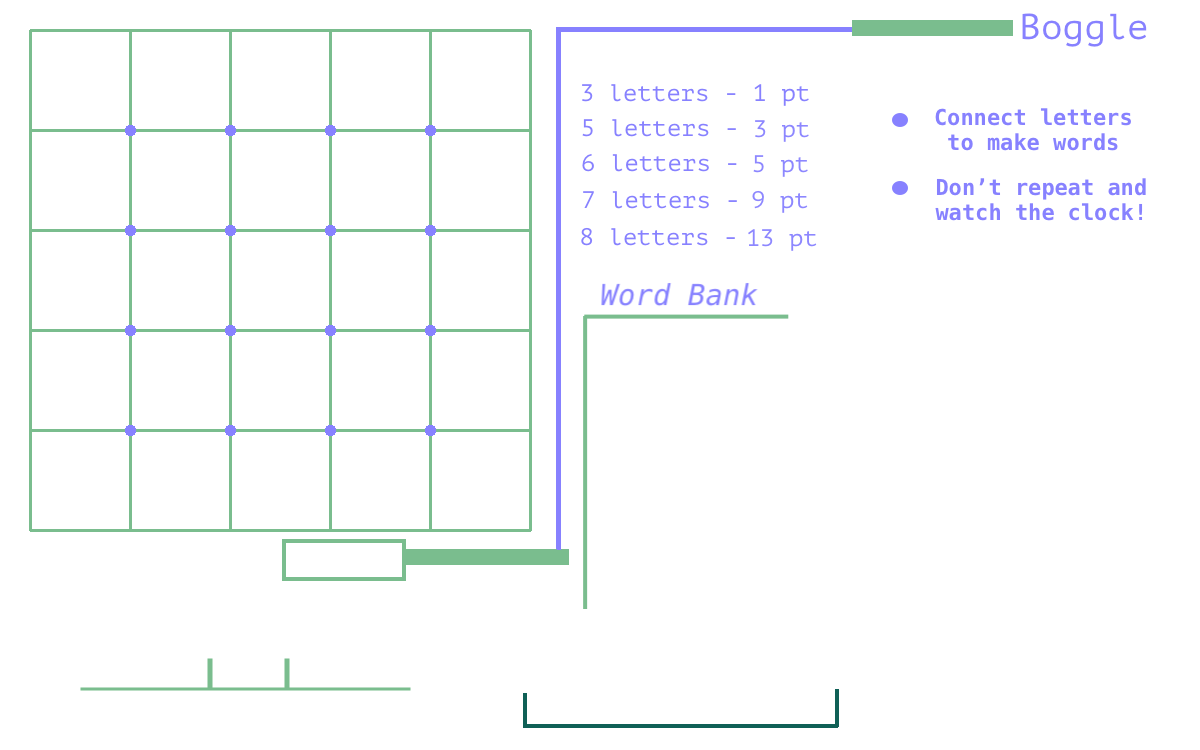 Boggle
3 letters - 1 pt
5 letters - 3 pt
6 letters - 5 pt
7 letters - 9 pt
8 letters - 13 pt
Connect letters
to make words
Don’t repeat and
watch the clock!
Word Bank